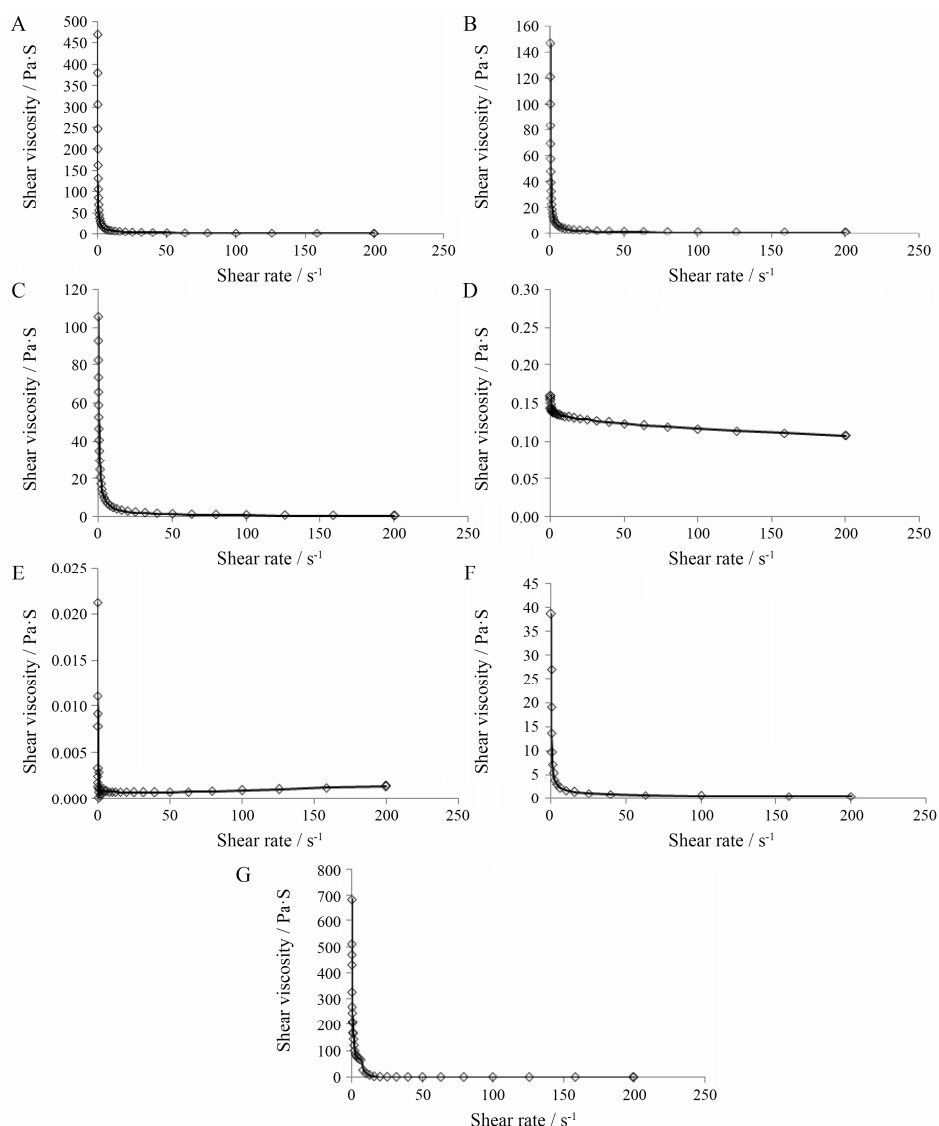 A
Shear viscosity / Pa·S
500
450
400
350
300
250
200
150
100
50
0
0 50 100 150 200 250
Shear rate / s-1
B
Shear viscosity / Pa·S
160
140
120
100
80
60
40
20
0
0 50 100 150 200 250
Shear rate / s-1
C
Shear viscosity / Pa·S
120
100
80
60
40
20
0
0 50 100 150 200 250
Shear rate / s-1
D
Shear viscosity / Pa·S
0.30
0.25
0.20
0.15
0.10
0.05
0.00
0 50 100 150 200 250
Shear rate / s-1
E
Shear viscosity / Pa·S
0.025
0.020
0.015
0.010
0.005
0.000
0 50 100 150 200 250
Shear rate / s-1
F
Shear viscosity / Pa·S
45
40
35
30
25
20
15
10
5
0
0 50 100 150 200 250
Shear rate / s-1
G
Shear viscosity / Pa·S
800
700
600
500
400
300
200
100
0
0 50 100 150 200 250
Shear rate / s-1